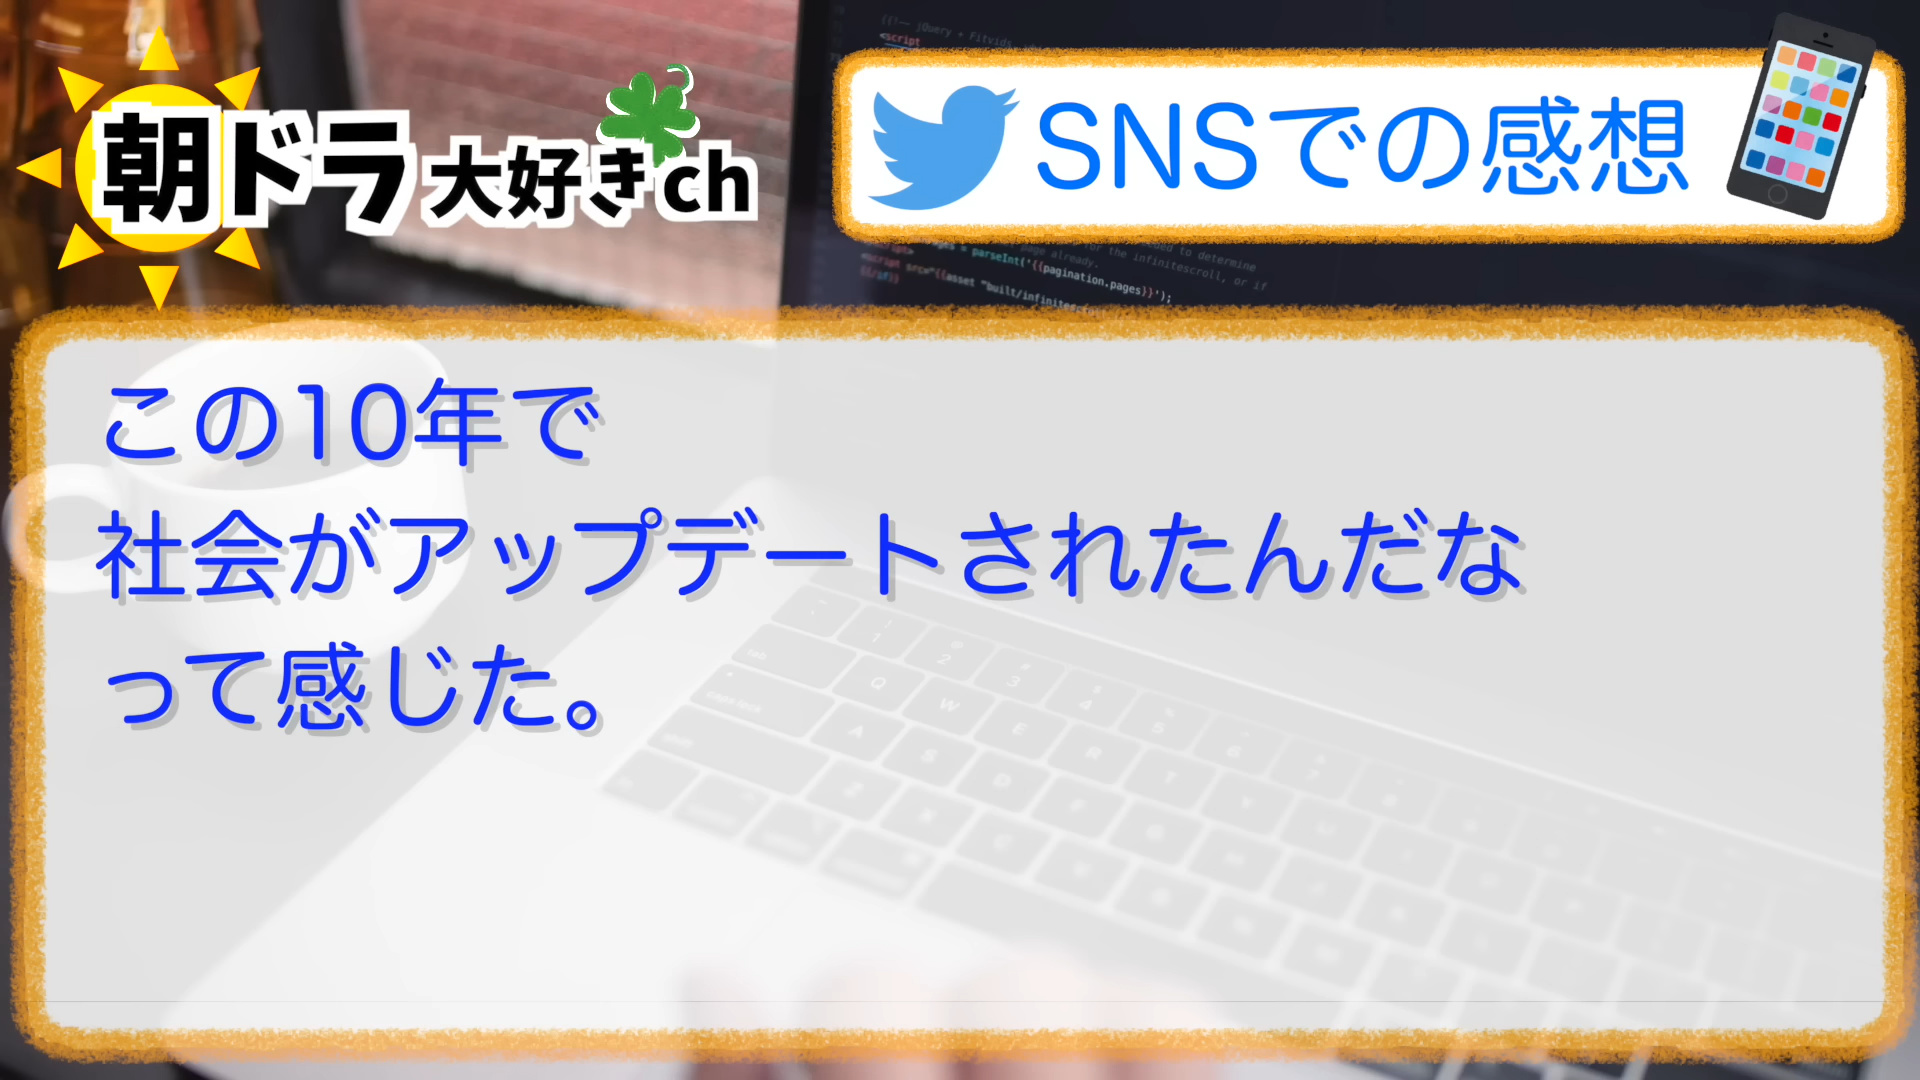 朝ドラ大好きch
SNSでの感想
この10年で
社会がアップデートされたんだな
って感じた。